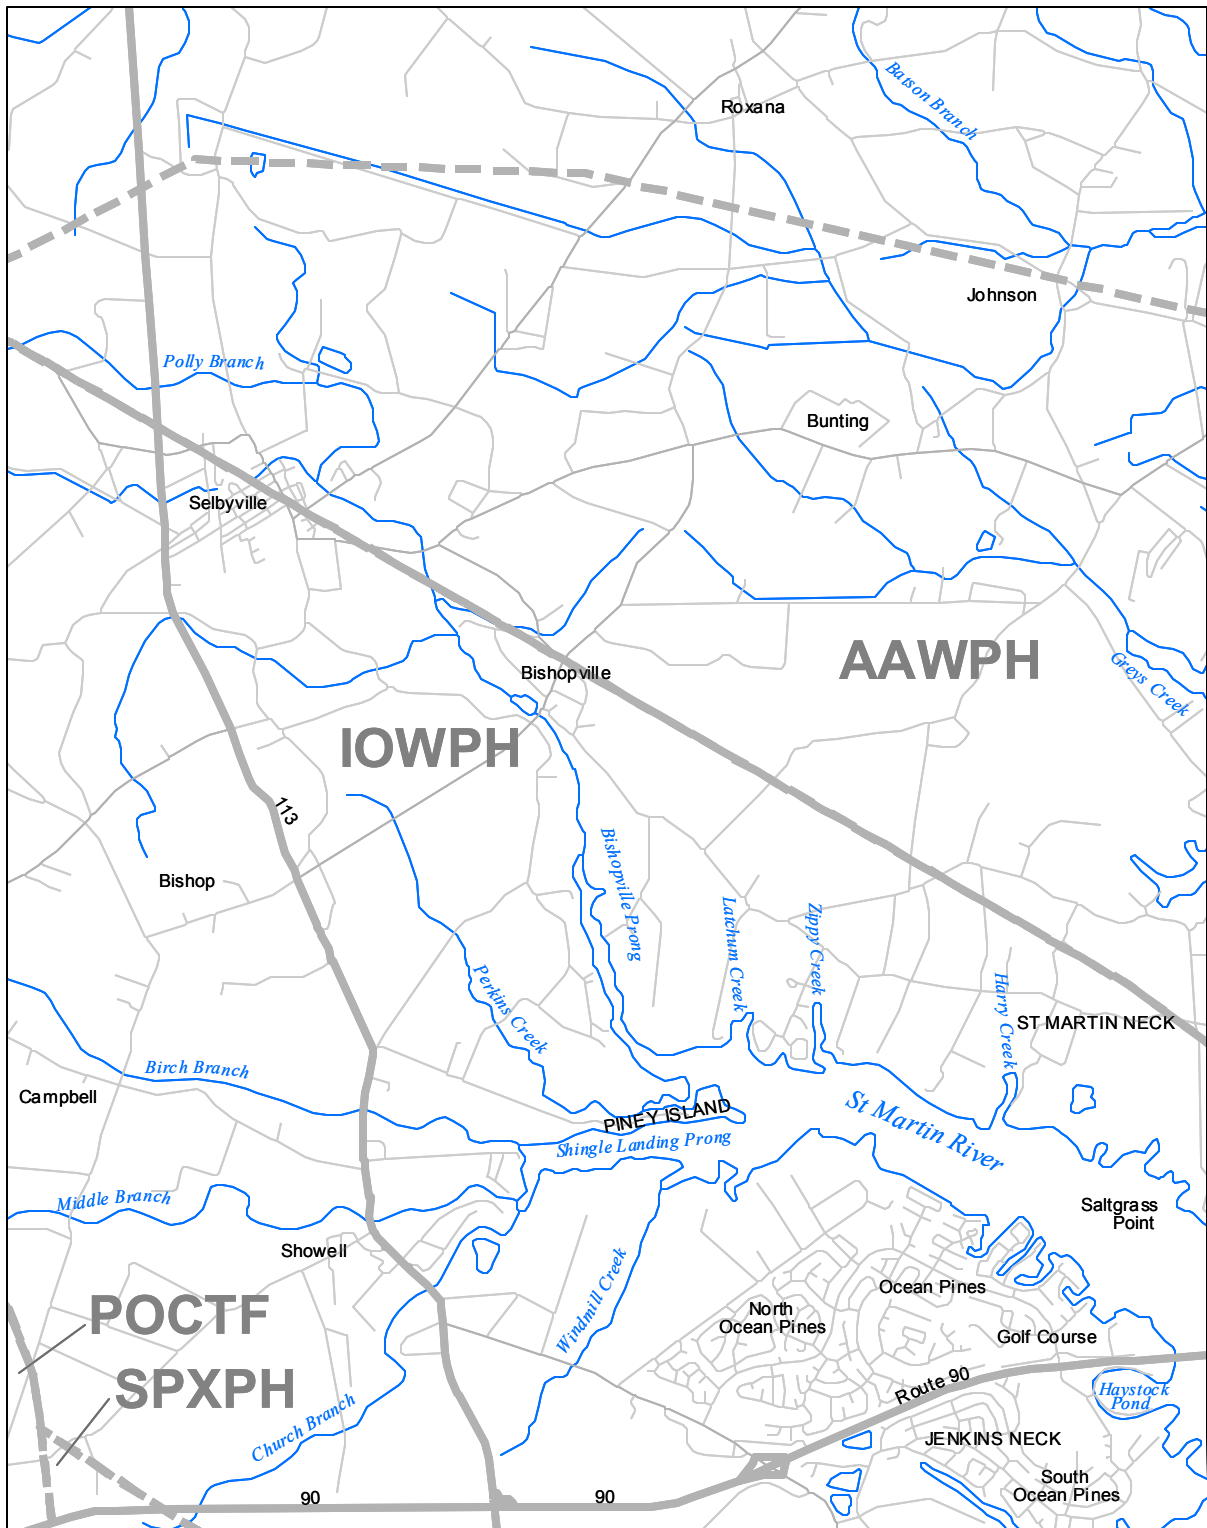 Roxana
Batson Branch
Johnson
Polly Branch
Bunting
Selbyville
AAWPH
Bishopville
Greys Creek
IOWPH
113
Bishopville Prong
Bishop
Latchum Creek
Zippy Creek
Perkins Creek
Harry Creek
ST MARTIN NECK
Birch Branch
Campbell
PINEY ISLAND
St Martin River
Shingle Landing Prong
Middle Branch
Saltgrass
Point
Showell
Windmill Creek
Ocean Pines
POCTF
North
Ocean Pines
Golf Course
SPXPH
Route 90
Haystock
Pond
Church Branch
JENKINS NECK
South
Ocean Pines
90
90